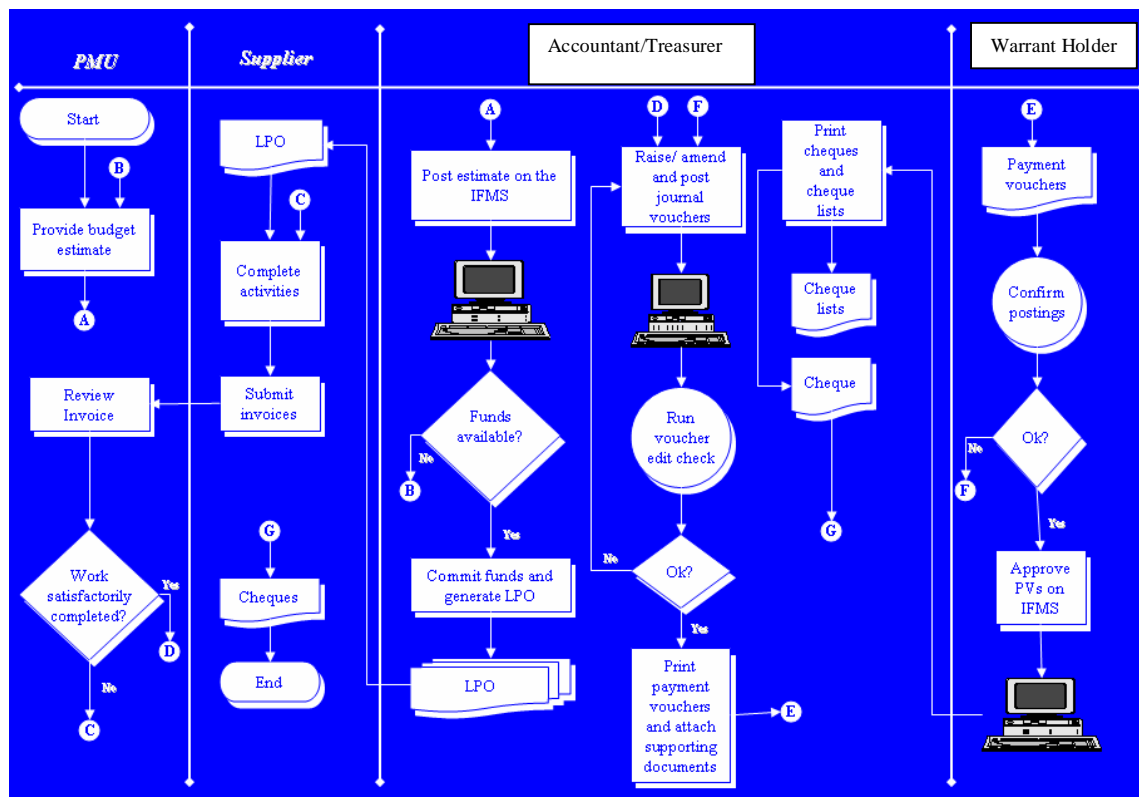 PMU
Supplier
Accountant/Treasurer
Warrant Holder
Start
B
Provide budget
estimate
A
Review
Invoice
Work
satisfactorily
completed?
Yes
D
No
C
LPO
C
Complete
activities
Submit
invoices
G
Cheques
End
A
Post estimate on the
IFMS
Funds
available?
No
B
Yes
Commit funds and
generate LPO
LPO
D
F
Raise/ amend
and post
journal
vouchers
Run
voucher
edit check
No
Ok?
Yes
Print
payment
vouchers
and attach
supporting
documents
E
Print
cheques
and
cheque
lists
Cheque
lists
Cheque
G
E
Payment
vouchers
Confirm
postings
Ok?
No
F
Yes
Approve
PVs on
IFMS